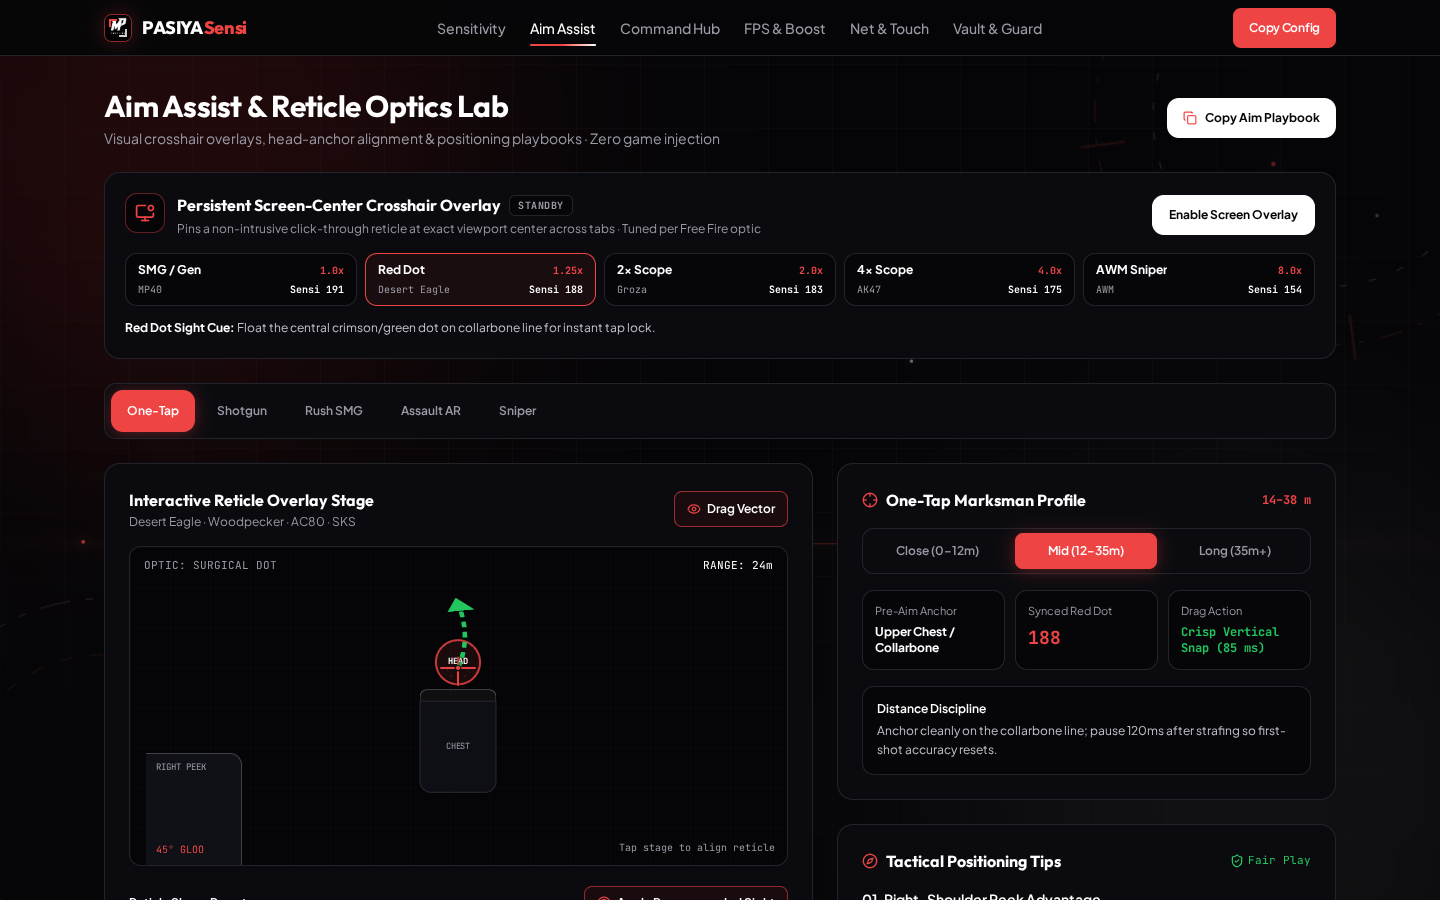 PASIYA Sensi
Sensitivity
Aim Assist
Command Hub
FPS & Boost
Net & Touch
Vault & Guard
Copy Config
Aim Assist & Reticle Optics Lab
Visual crosshair overlays, head-anchor alignment & positioning playbooks · Zero game injection
Copy Aim Playbook
Persistent Screen-Center Crosshair Overlay
STANDBY
Pins a non-intrusive click-through reticle at exact viewport center across tabs · Tuned per Free Fire optic
Enable Screen Overlay
SMG / Gen 1.0x
MP40 Sensi 191
Red Dot 1.25x
Desert Eagle Sensi 188
2x Scope 2.0x
Groza Sensi 183
4x Scope 4.0x
AK47 Sensi 175
AWM Sniper 8.0x
AWM Sensi 154
Red Dot Sight Cue: Float the central crimson/green dot on collarbone line for instant tap lock.
One-Tap
Shotgun
Rush SMG
Assault AR
Sniper
Interactive Reticle Overlay Stage
Desert Eagle · Woodpecker · AC80 · SKS
Drag Vector
OPTIC: SURGICAL DOT
RANGE: 24m
HEAD
CHEST
RIGHT PEEK
45° GLOO
Tap stage to align reticle
One-Tap Marksman Profile
14–38 m
Close (0–12m)
Mid (12–35m)
Long (35m+)
Pre-Aim Anchor
Upper Chest /
Collarbone
Synced Red Dot
188
Drag Action
Crisp Vertical
Snap (85 ms)
Distance Discipline
Anchor cleanly on the collarbone line; pause 120ms after strafing so first-
shot accuracy resets.
Tactical Positioning Tips
Fair Play
01. Right-Shoulder Peek Advantage